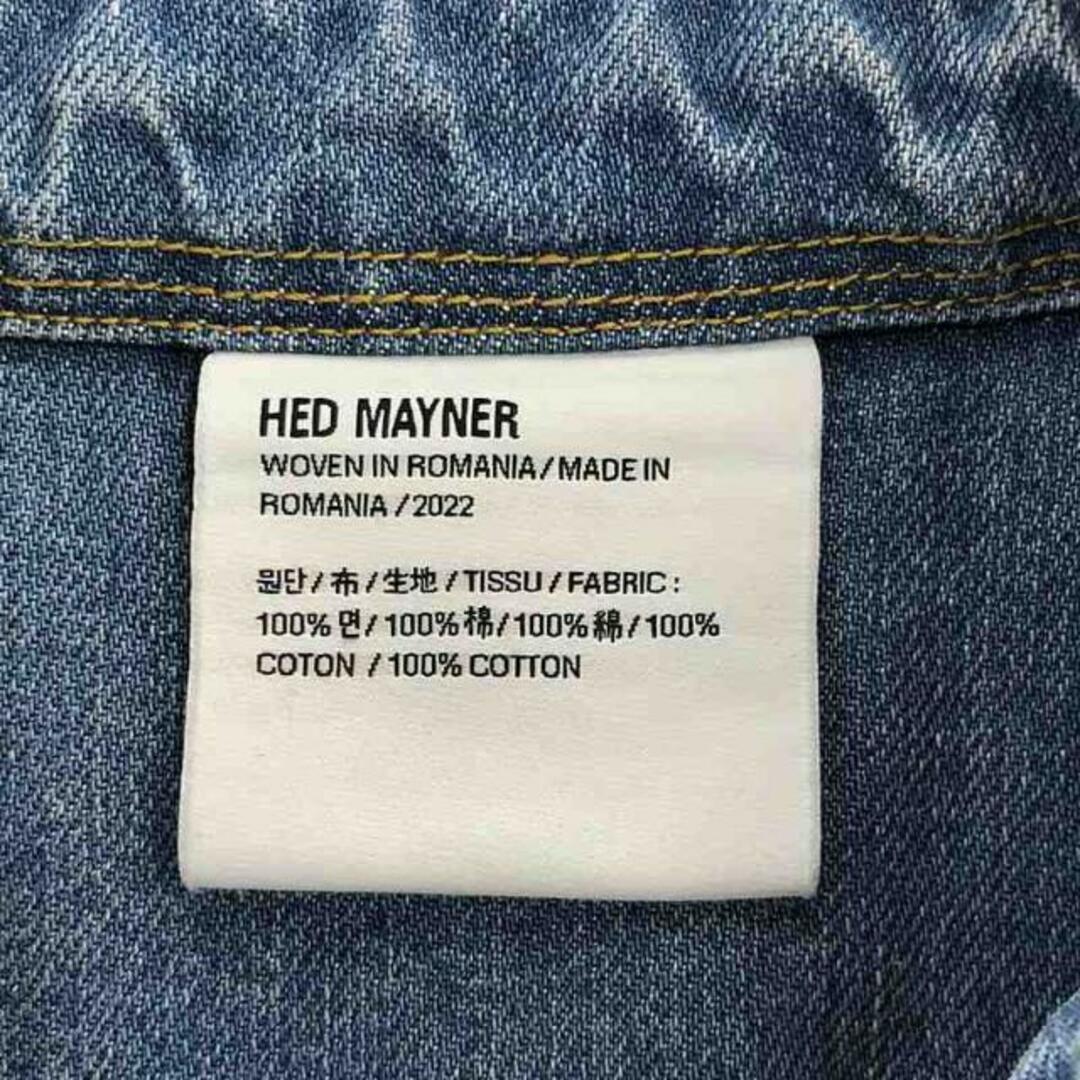 HED MAYNER
WOVEN IN ROMANIA/MADE IN
ROMANIA/2022
원단/布/生地/TISSU/FABRIC:
100% 면/100%棉/100%綿/100%
COTON /100% COTTON